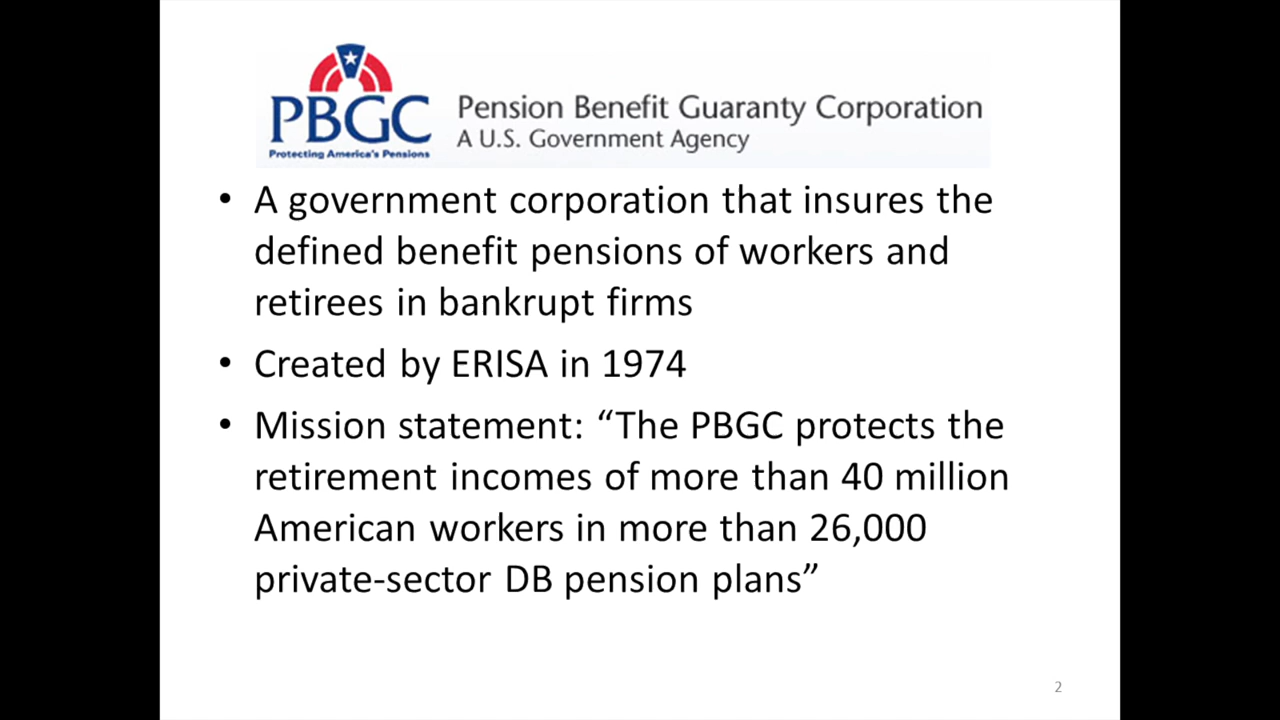 PBGC
Protecting America's Pensions
Pension Benefit Guaranty Corporation
A U.S. Government Agency
• A government corporation that insures the
defined benefit pensions of workers and
retirees in bankrupt firms
• Created by ERISA in 1974
• Mission statement: “The PBGC protects the
retirement incomes of more than 40 million
American workers in more than 26,000
private-sector DB pension plans”
2